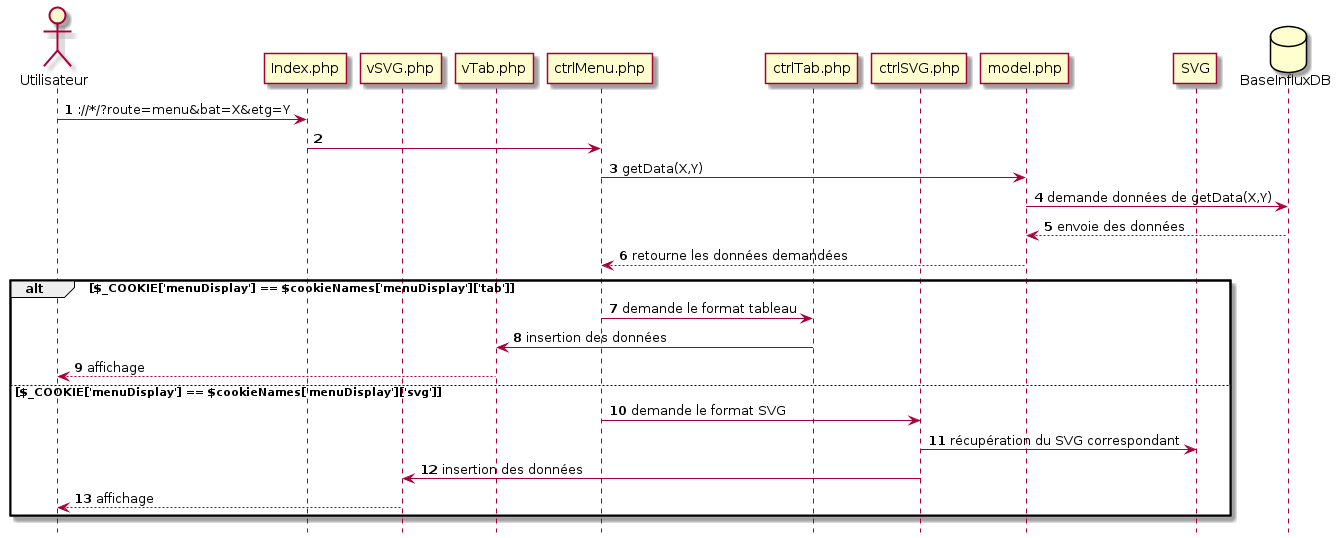 Utilisateur
Index.php
vSVG.php
vTab.php
ctrlMenu.php
ctrlTab.php
ctrlSVG.php
model.php
SVG
BaseInfluxDB
1 ://*/?route=menu&bat=X&etg=Y
2
3 getData(X,Y)
4 demande données de getData(X,Y)
5 envoie des données
6 retourne les données demandées
alt [$_COOKIE['menuDisplay'] == $cookieNames['menuDisplay']['tab']]
7 demande le format tableau
8 insertion des données
9 affichage
[$_COOKIE['menuDisplay'] == $cookieNames['menuDisplay']['svg']]
10 demande le format SVG
11 récupération du SVG correspondant
12 insertion des données
13 affichage